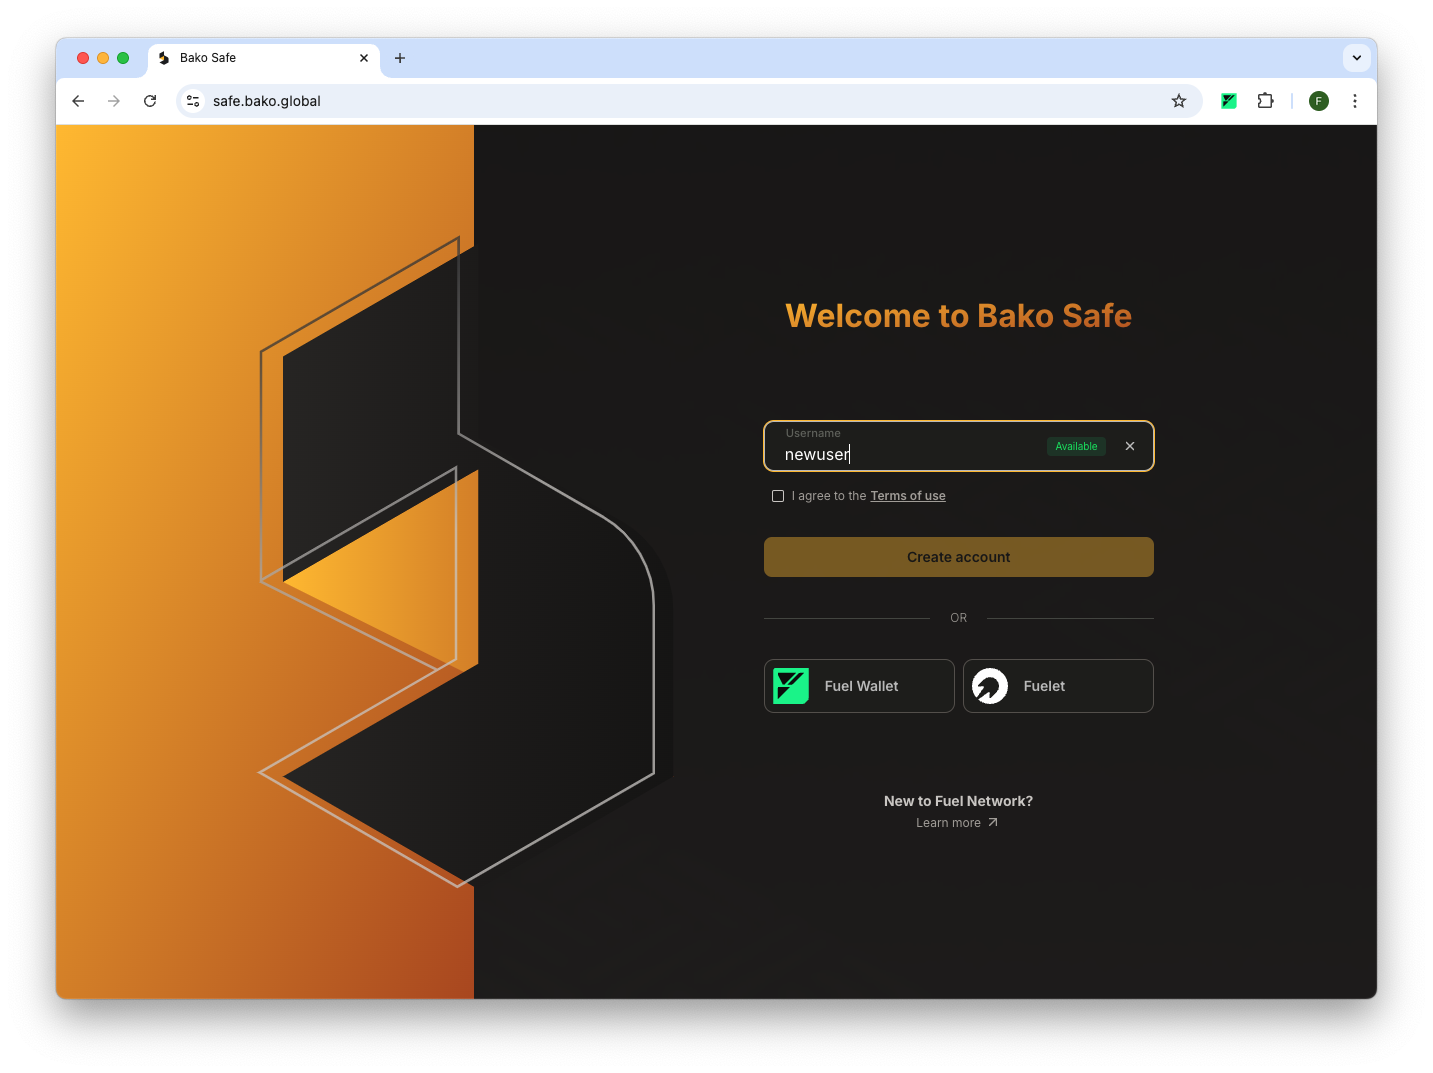 Bako Safe
safe.bako.global
F
Welcome to Bako Safe
Username
newuser
Available
I agree to the Terms of use
Create account
OR
Fuel Wallet
Fuelet
New to Fuel Network?
Learn more